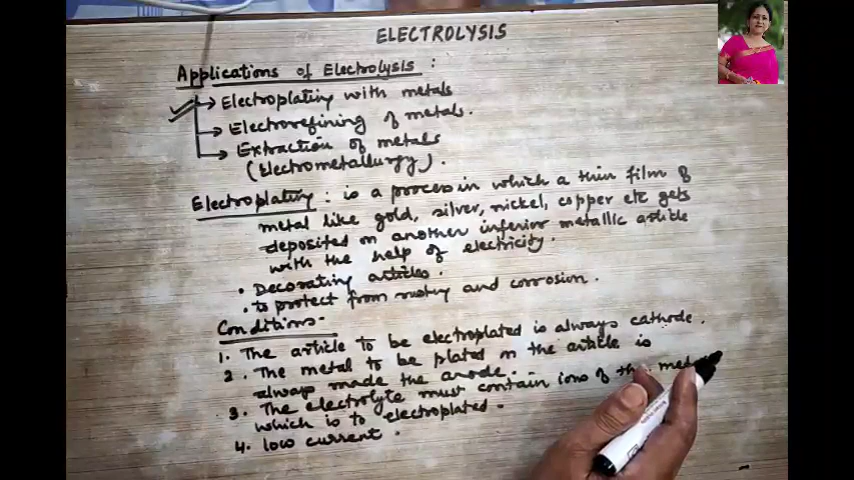 ELECTROLYSIS
Applications of Electrolysis :
→ Electroplating with metals
→ Electrorefining of metals.
→ Extraction of metals
(Electrometallurgy).
Electroplating : is a process in which a thin film of
metal like gold, silver, nickel, copper etc gets
deposited on another inferior metallic article
with the help of electricity.
• Decorating articles.
• to protect from rusting and corrosion.
Conditions-
1. The article to be electroplated is always cathode.
2. The metal to be plated on the article is
always made the anode.
3. The electrolyte must contain ions of the metal
which is to electroplated.
4. low current.